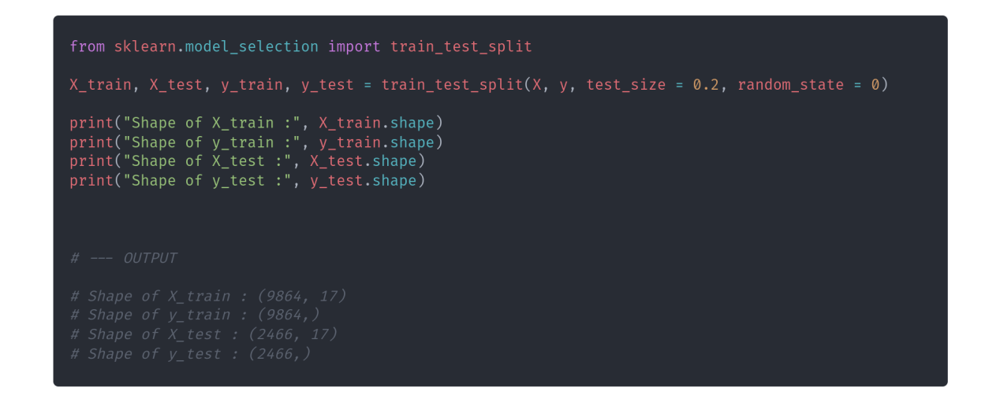 from sklearn.model_selection import train_test_split
X_train, X_test, y_train, y_test = train_test_split(X, y, test_size = 0.2, random_state = 0)
print("Shape of X_train :", X_train.shape)
print("Shape of y_train :", y_train.shape)
print("Shape of X_test :", X_test.shape)
print("Shape of y_test :", y_test.shape)
# --- OUTPUT
# Shape of X_train : (9864, 17)
# Shape of y_train : (9864,)
# Shape of X_test : (2466, 17)
# Shape of y_test : (2466,)